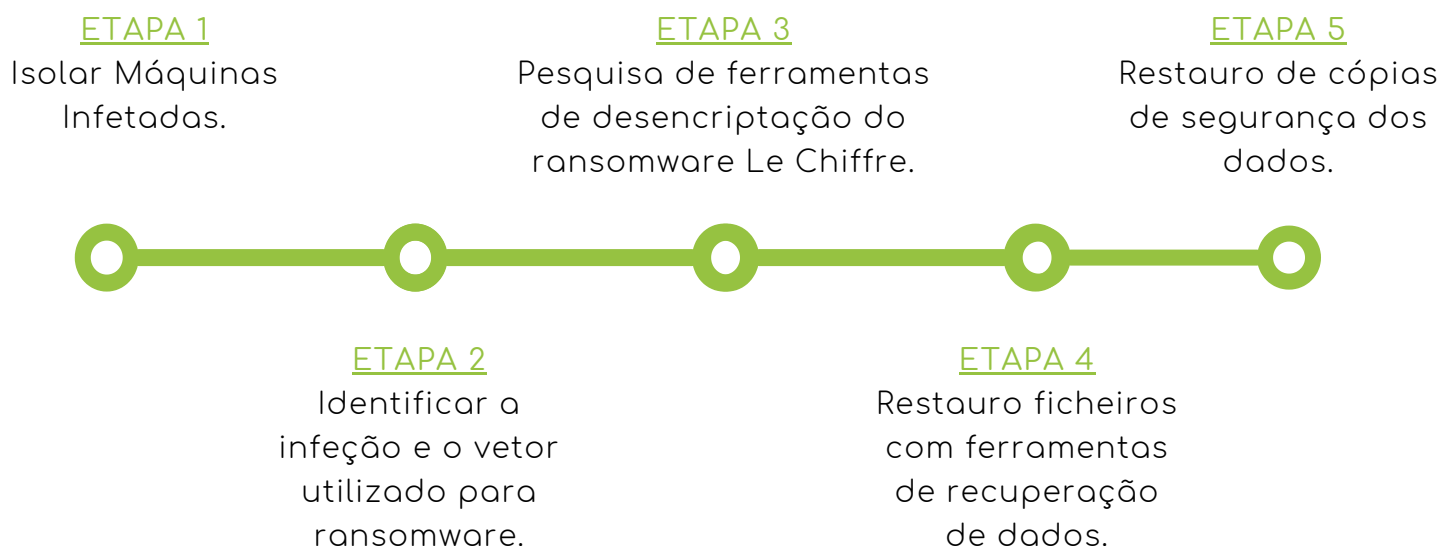 ETAPA 1
Isolar Máquinas
Infetadas.
ETAPA 2
Identificar a
infeção e o vetor
utilizado para
ransomware.
ETAPA 3
Pesquisa de ferramentas
de desencriptação do
ransomware Le Chiffre.
ETAPA 4
Restauro ficheiros
com ferramentas
de recuperação
de dados.
ETAPA 5
Restauro de cópias
de segurança dos
dados.